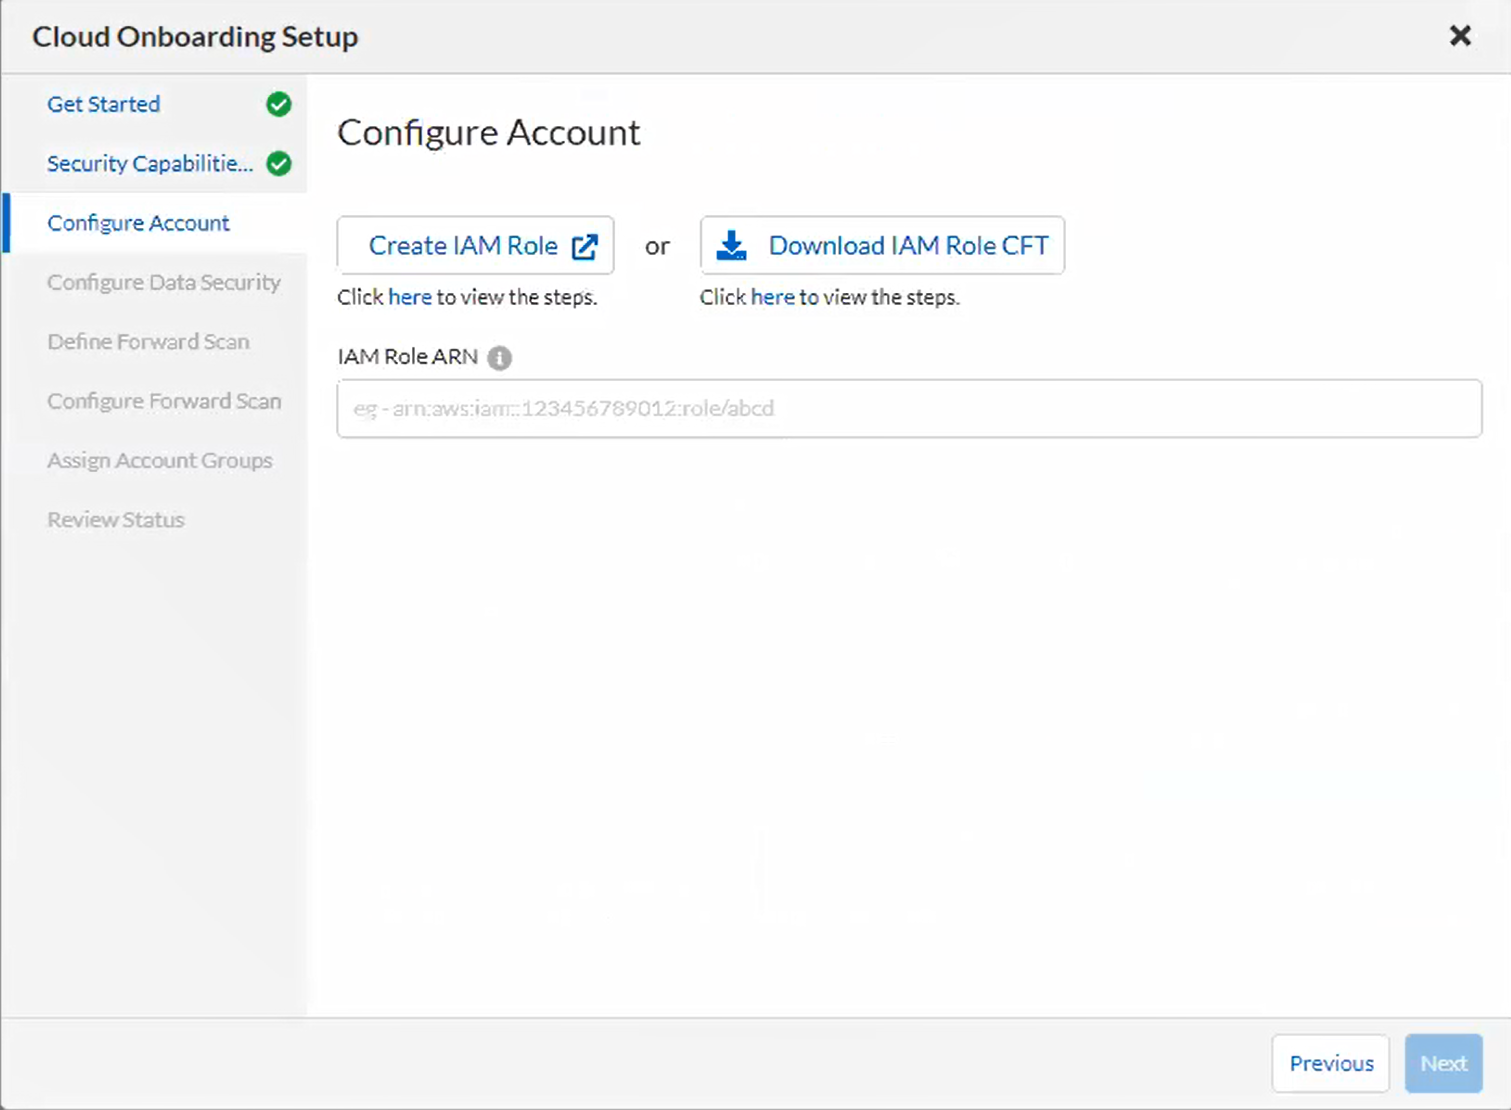 Cloud Onboarding Setup
Get Started
Security Capabilitie...
Configure Account
Configure Data Security
Define Forward Scan
Configure Forward Scan
Assign Account Groups
Review Status
Configure Account
Create IAM Role or Download IAM Role CFT
Click here to view the steps. Click here to view the steps.
IAM Role ARN
eg - arn:aws:iam::123456789012:role/abcd
Previous Next